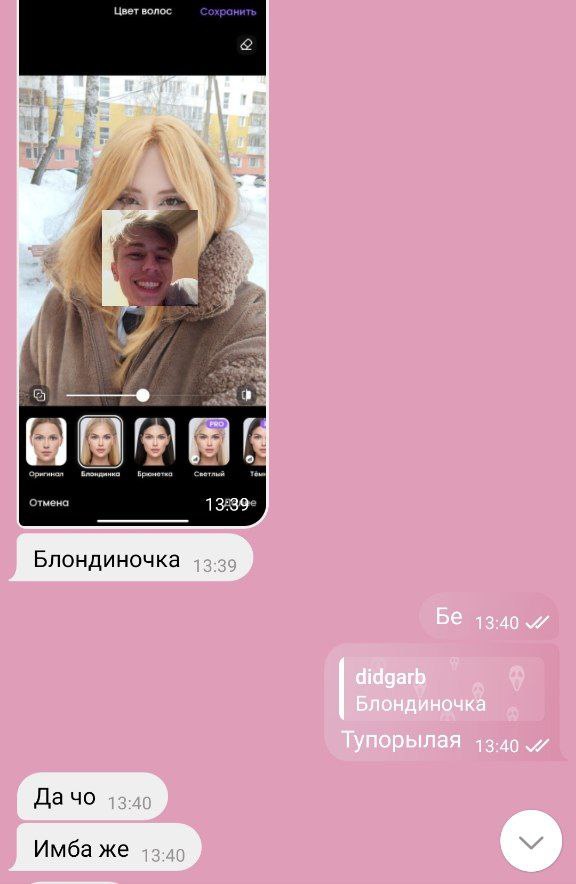 Цвет волос Сохранить
PRO
Оригинал Блондинка Брюнетка Светлый
Отмена 13:39
Блондиночка 13:39
Бе 13:40
didgarb
Блондиночка
Тупорылая 13:40
Да чо 13:40
Имба же 13:40